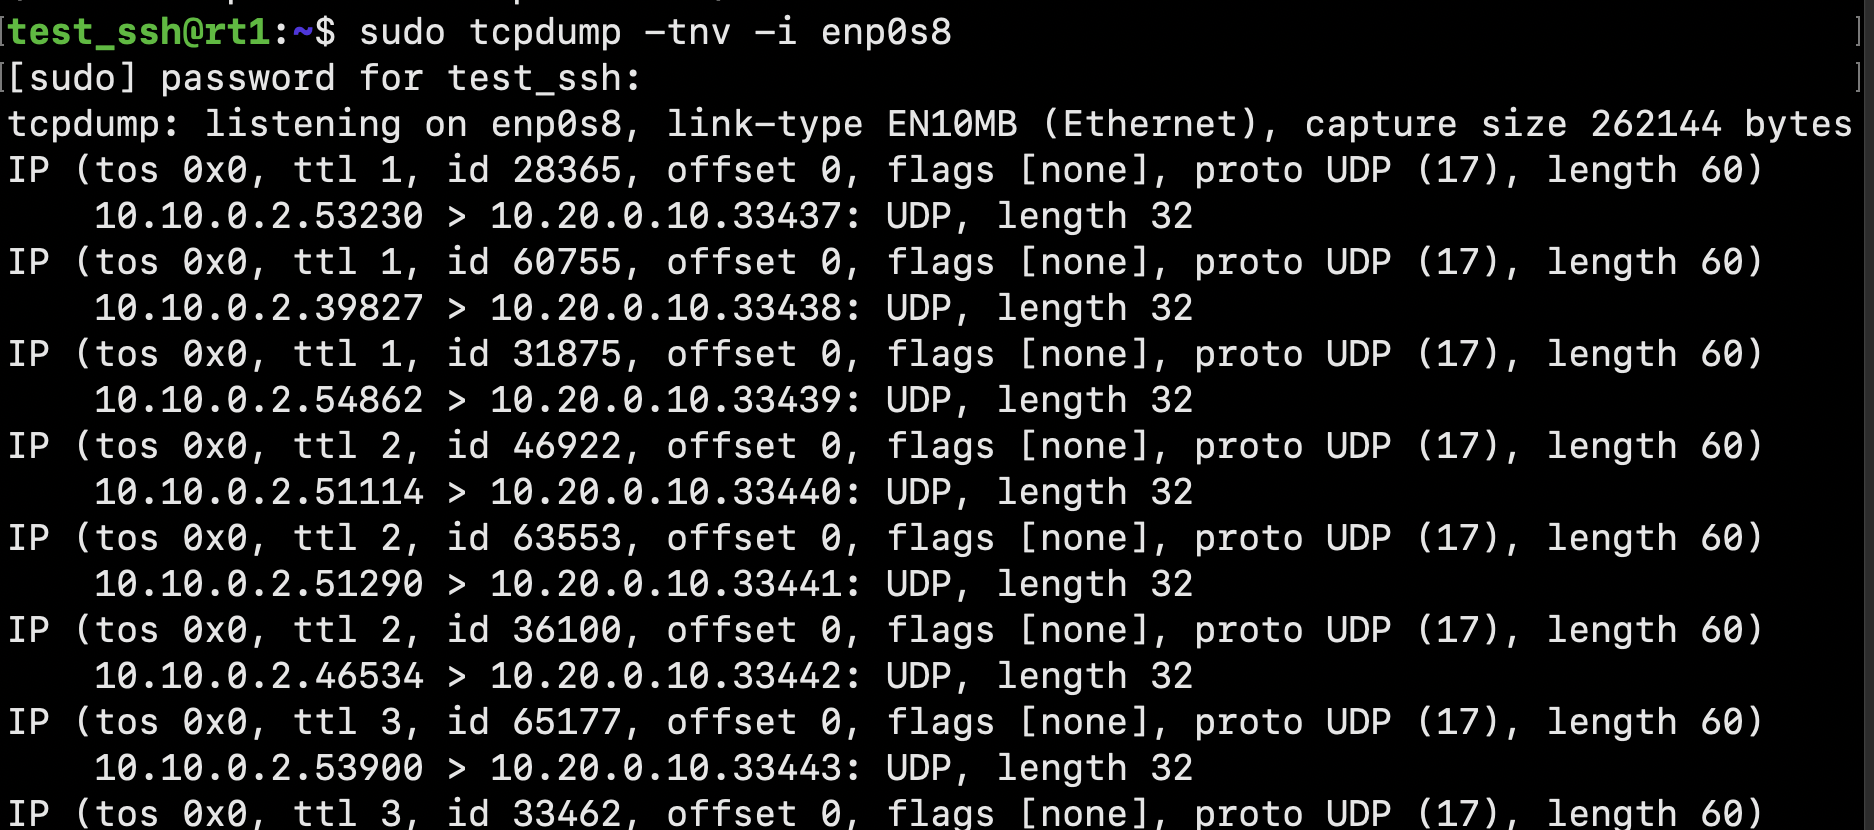 [test_ssh@rt1:~$ sudo tcpdump -tnv -i enp0s8 ]
[[sudo] password for test_ssh: ]
tcpdump: listening on enp0s8, link-type EN10MB (Ethernet), capture size 262144 bytes
IP (tos 0x0, ttl 1, id 28365, offset 0, flags [none], proto UDP (17), length 60)
    10.10.0.2.53230 > 10.20.0.10.33437: UDP, length 32
IP (tos 0x0, ttl 1, id 60755, offset 0, flags [none], proto UDP (17), length 60)
    10.10.0.2.39827 > 10.20.0.10.33438: UDP, length 32
IP (tos 0x0, ttl 1, id 31875, offset 0, flags [none], proto UDP (17), length 60)
    10.10.0.2.54862 > 10.20.0.10.33439: UDP, length 32
IP (tos 0x0, ttl 2, id 46922, offset 0, flags [none], proto UDP (17), length 60)
    10.10.0.2.51114 > 10.20.0.10.33440: UDP, length 32
IP (tos 0x0, ttl 2, id 63553, offset 0, flags [none], proto UDP (17), length 60)
    10.10.0.2.51290 > 10.20.0.10.33441: UDP, length 32
IP (tos 0x0, ttl 2, id 36100, offset 0, flags [none], proto UDP (17), length 60)
    10.10.0.2.46534 > 10.20.0.10.33442: UDP, length 32
IP (tos 0x0, ttl 3, id 65177, offset 0, flags [none], proto UDP (17), length 60)
    10.10.0.2.53900 > 10.20.0.10.33443: UDP, length 32
IP (tos 0x0, ttl 3, id 33462, offset 0, flags [none], proto UDP (17), length 60)